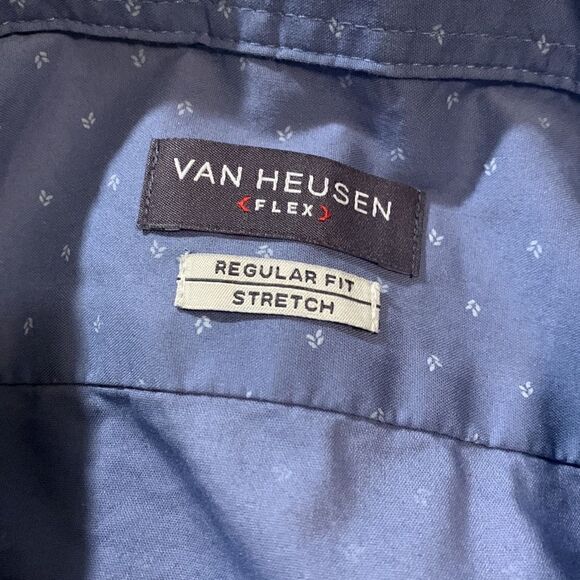 VAN HEUSEN
FLEX
REGULAR FIT
STRETCH